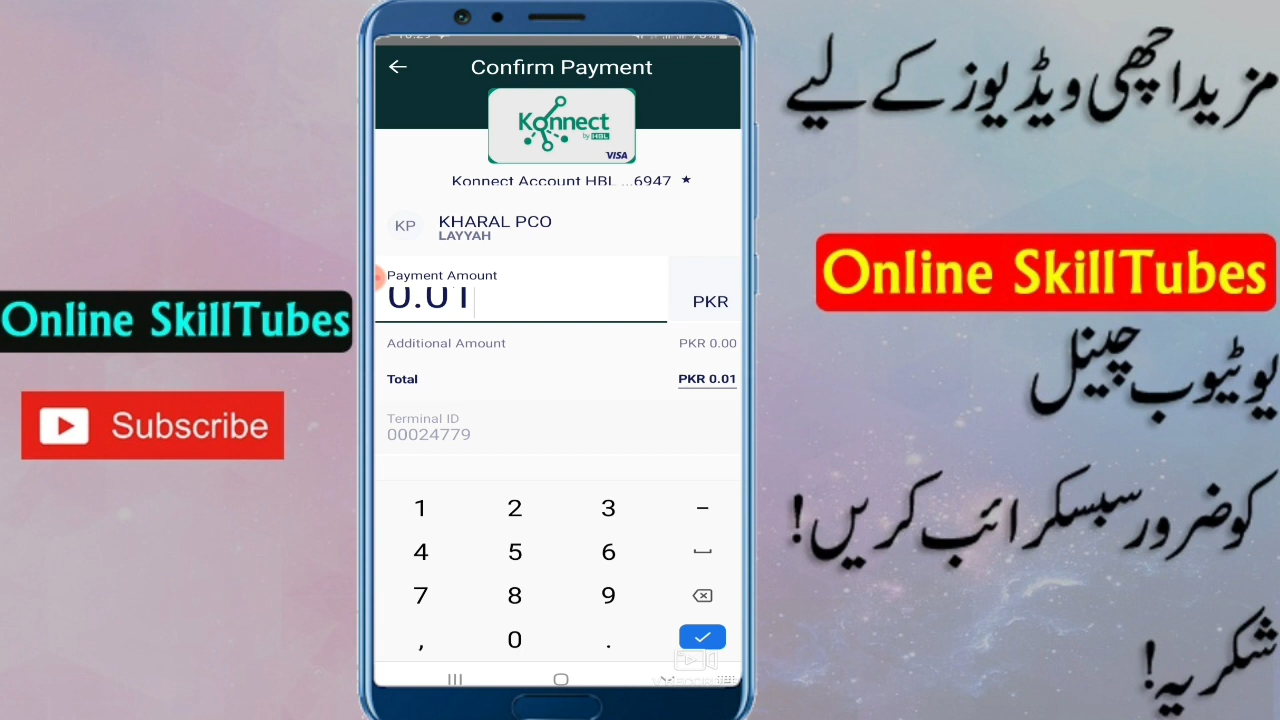 Online SkillTubes
Subscribe
Confirm Payment
Konnect
by HBL
VISA
Konnect Account HBL ...6947 ★
KP
KHARAL PCO
LAYYAH
Payment Amount
0.01
PKR
Additional Amount
PKR 0.00
Total
PKR 0.01
Terminal ID
00024779
1 2 3 -
4 5 6
7 8 9
, 0 .
مزید اچھی ویڈیوز کے لیے
Online SkillTubes
یوٹیوب چینل
کو ضرور سبسکرائب کریں!
شکریہ!